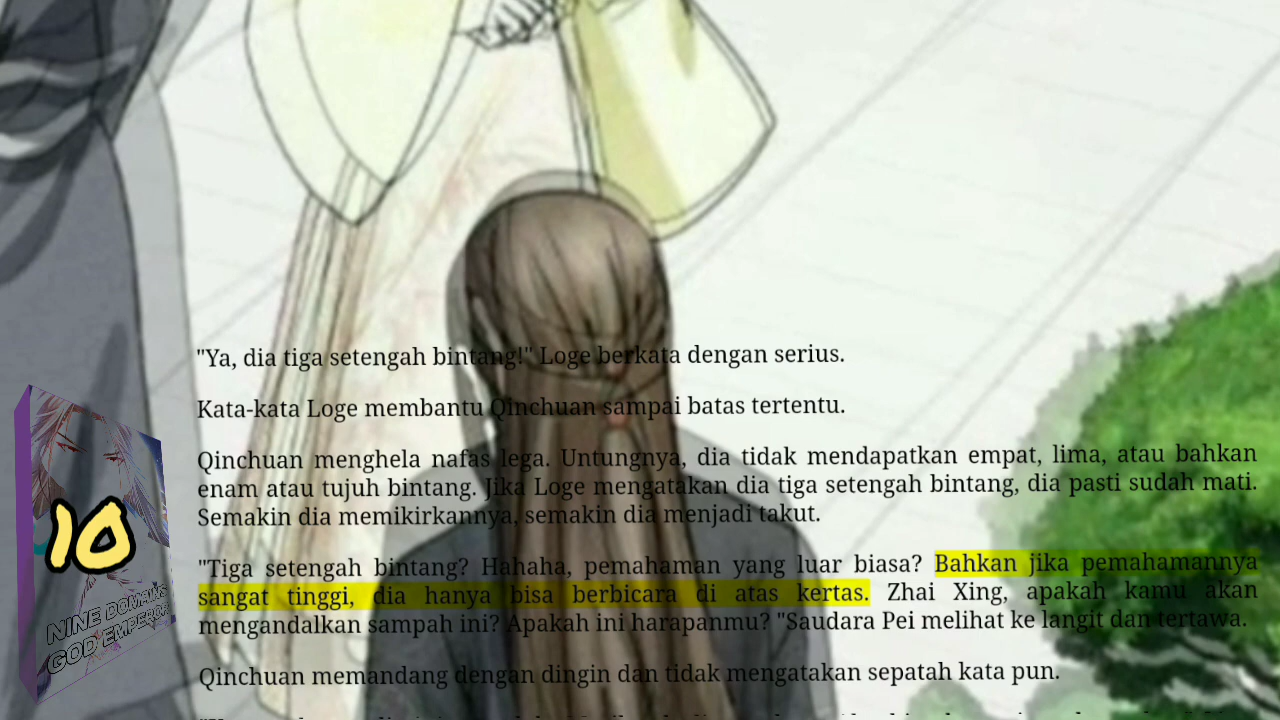 "Ya, dia tiga setengah bintang!" Loge berkata dengan serius.
Kata-kata Loge membantu Qinchuan sampai batas tertentu.
Qinchuan menghela nafas lega. Untungnya, dia tidak mendapatkan empat, lima, atau bahkan
enam atau tujuh bintang. Jika Loge mengatakan dia tiga setengah bintang, dia pasti sudah mati.
Semakin dia memikirkannya, semakin dia menjadi takut.
"Tiga setengah bintang? Hahaha, pemahaman yang luar biasa? Bahkan jika pemahamannya
sangat tinggi, dia hanya bisa berbicara di atas kertas. Zhai Xing, apakah kamu akan
mengandalkan sampah ini? Apakah ini harapanmu? "Saudara Pei melihat ke langit dan tertawa.
Qinchuan memandang dengan dingin dan tidak mengatakan sepatah kata pun.
10
NINE DOMAINS
GOD EMPEROR